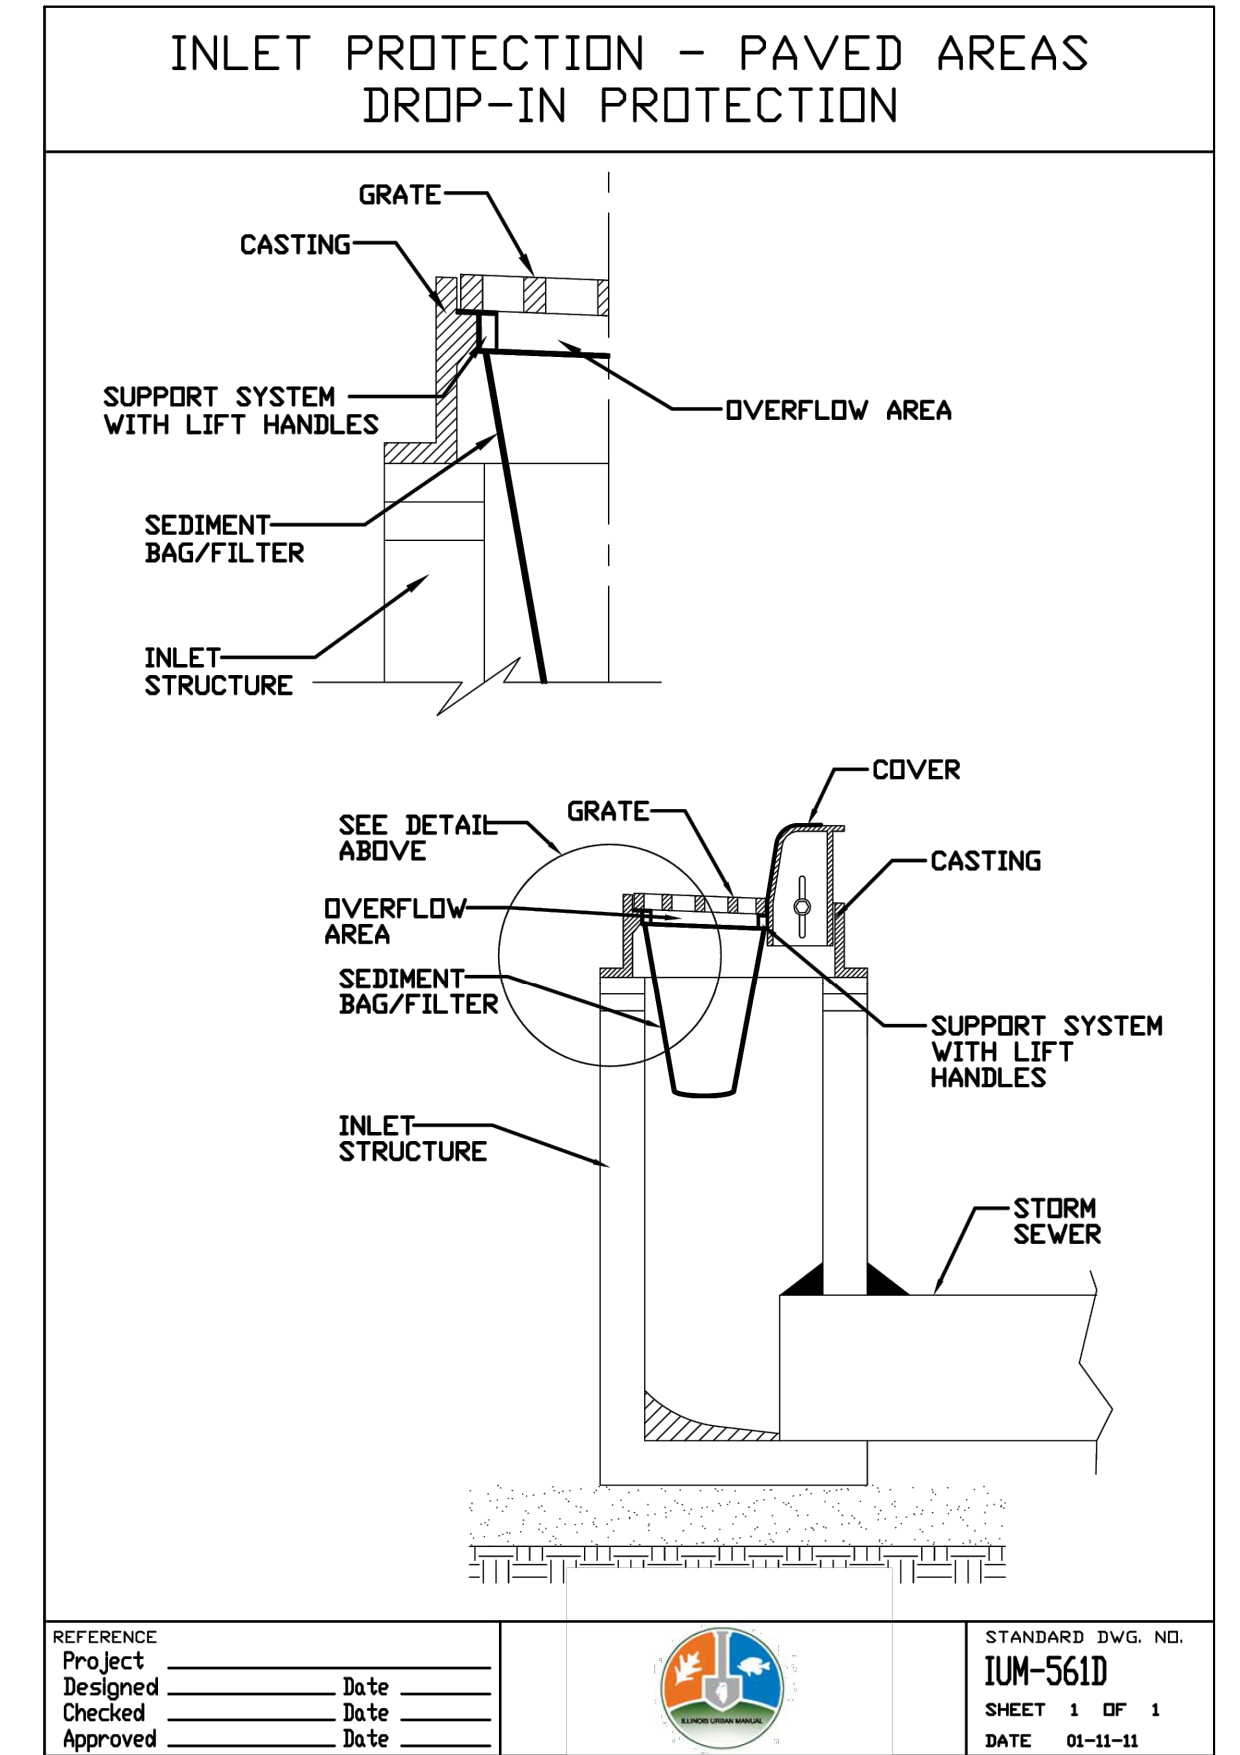 INLET PROTECTION - PAVED AREAS
DROP-IN PROTECTION
GRATE
CASTING
SUPPORT SYSTEM
WITH LIFT HANDLES
OVERFLOW AREA
SEDIMENT
BAG/FILTER
INLET
STRUCTURE
COVER
GRATE
SEE DETAIL
ABOVE
CASTING
OVERFLOW
AREA
SEDIMENT
BAG/FILTER
SUPPORT SYSTEM
WITH LIFT
HANDLES
INLET
STRUCTURE
STORM
SEWER
REFERENCE
Project
Designed Date
Checked Date
Approved Date
ILLINOIS URBAN MANUAL
STANDARD DWG. NO.
IUM-561D
SHEET 1 OF 1
DATE 01-11-11